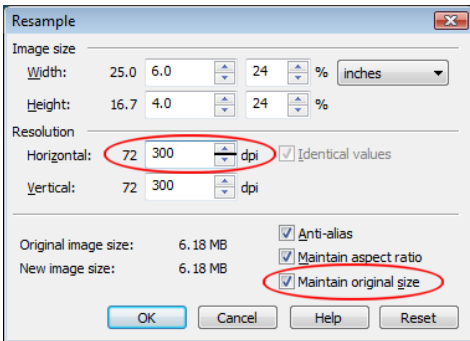 Resample
Image size
Width: 25.0 6.0 24 % inches
Height: 16.7 4.0 24 %
Resolution
Horizontal: 72 300 dpi Identical values
Vertical: 72 300 dpi
Anti-alias
Original image size: 6.18 MB
Maintain aspect ratio
New image size: 6.18 MB
Maintain original size
OK Cancel Help Reset